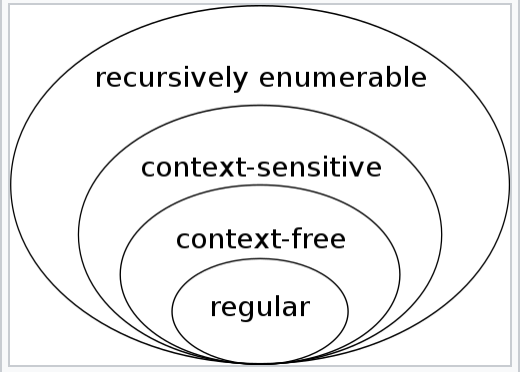 recursively enumerable
context-sensitive
context-free
regular